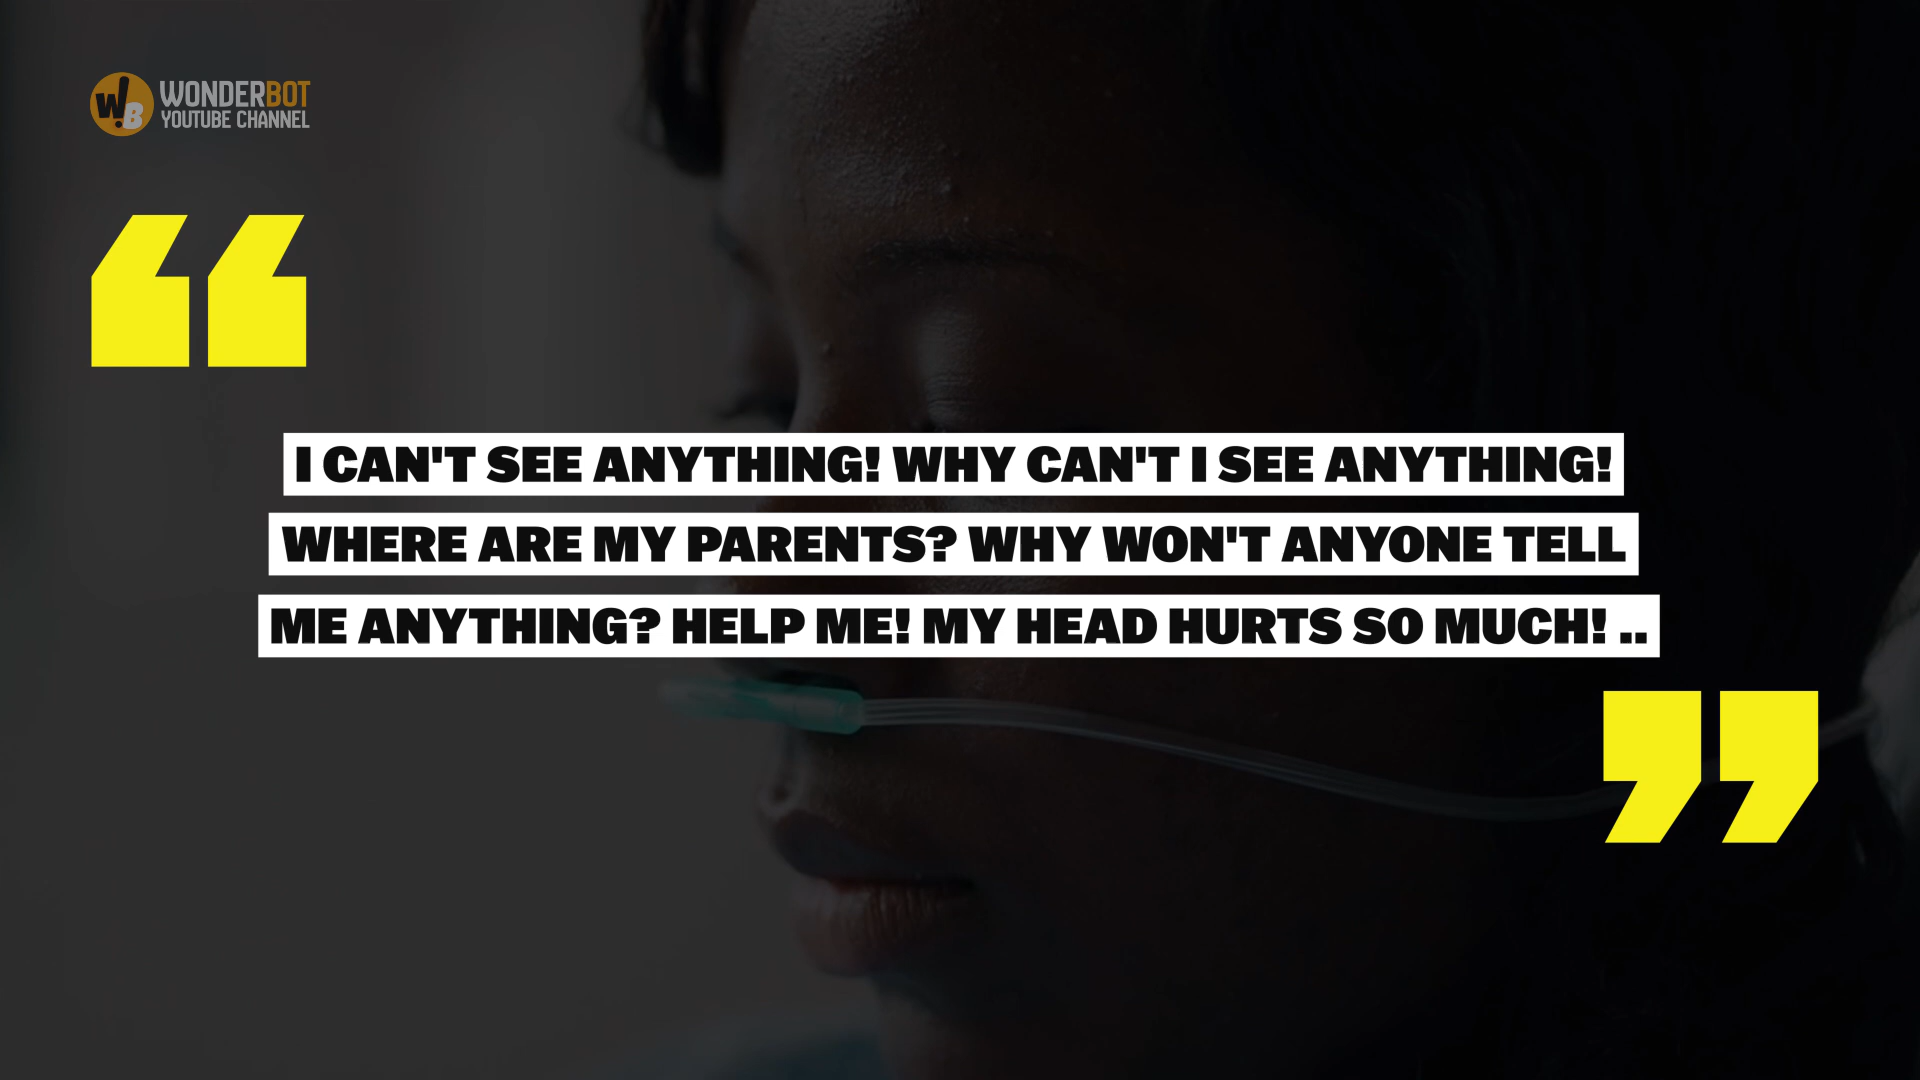 W!B WONDERBOT
YOUTUBE CHANNEL
“
I CAN'T SEE ANYTHING! WHY CAN'T I SEE ANYTHING!
WHERE ARE MY PARENTS? WHY WON'T ANYONE TELL
ME ANYTHING? HELP ME! MY HEAD HURTS SO MUCH! ..
”